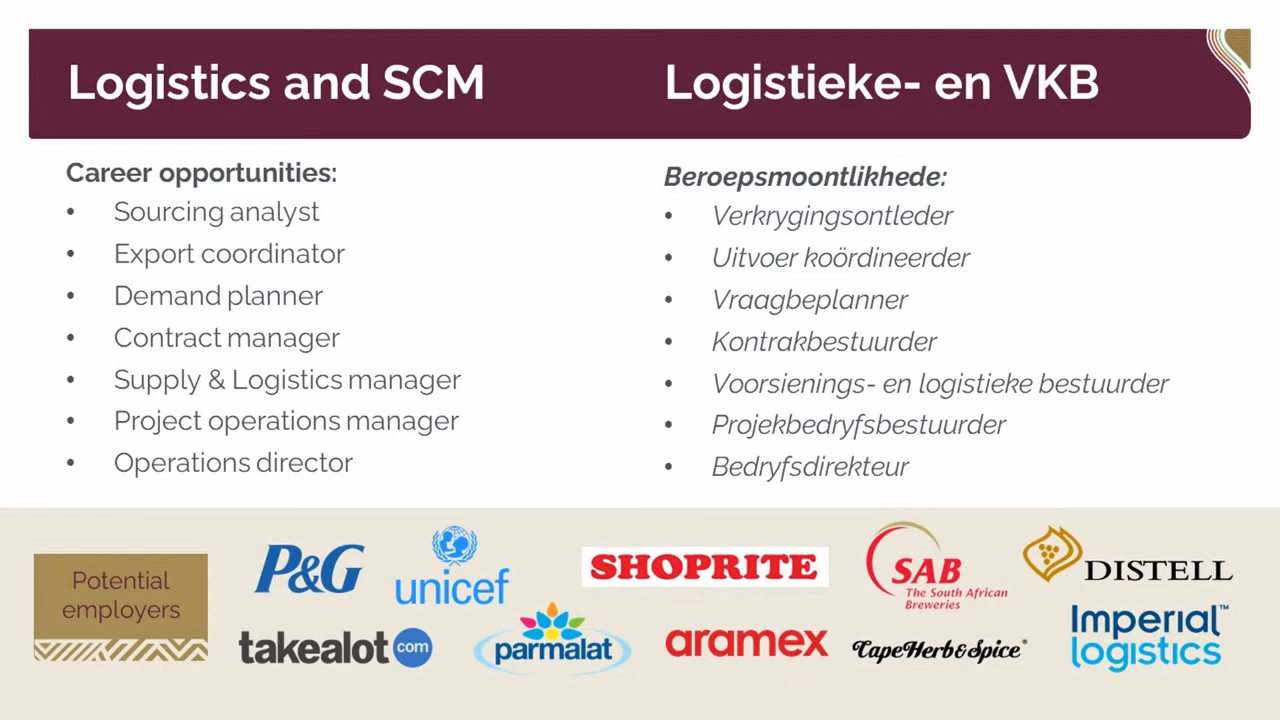 Logistics and SCM
Career opportunities:
• Sourcing analyst
• Export coordinator
• Demand planner
• Contract manager
• Supply & Logistics manager
• Project operations manager
• Operations director
Logistieke- en VKB
Beroepsmoontlikhede:
• Verkrygingsontleder
• Uitvoer koördineerder
• Vraagbeplanner
• Kontrakbestuurder
• Voorsienings- en logistieke bestuurder
• Projekbedryfsbestuurder
• Bedryfsdirekteur
Potential
employers
P&G
unicef
SHOPRITE
SAB
The South African
Breweries
DISTELL
takealot com
parmalat
aramex
CapeHerb&Spice®
Imperial™
logistics